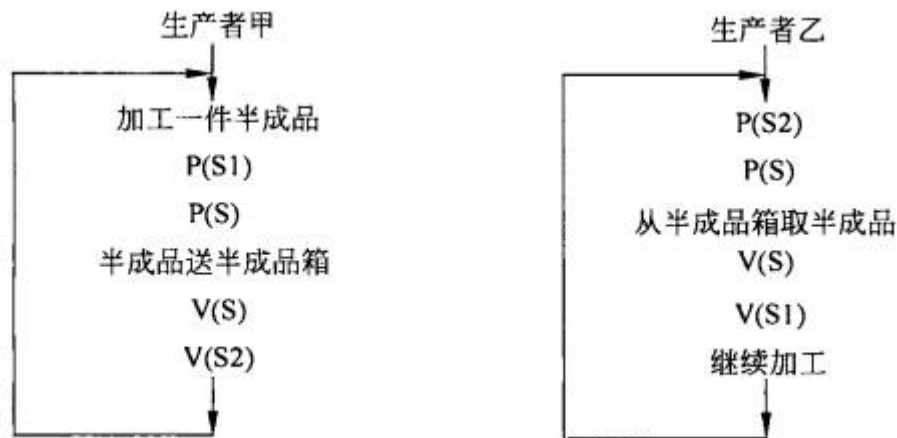 生产者甲
加工一件半成品
P(S1)
P(S)
半成品送半成品箱
V(S)
V(S2)
生产者乙
P(S2)
P(S)
从半成品箱取半成品
V(S)
V(S1)
继续加工